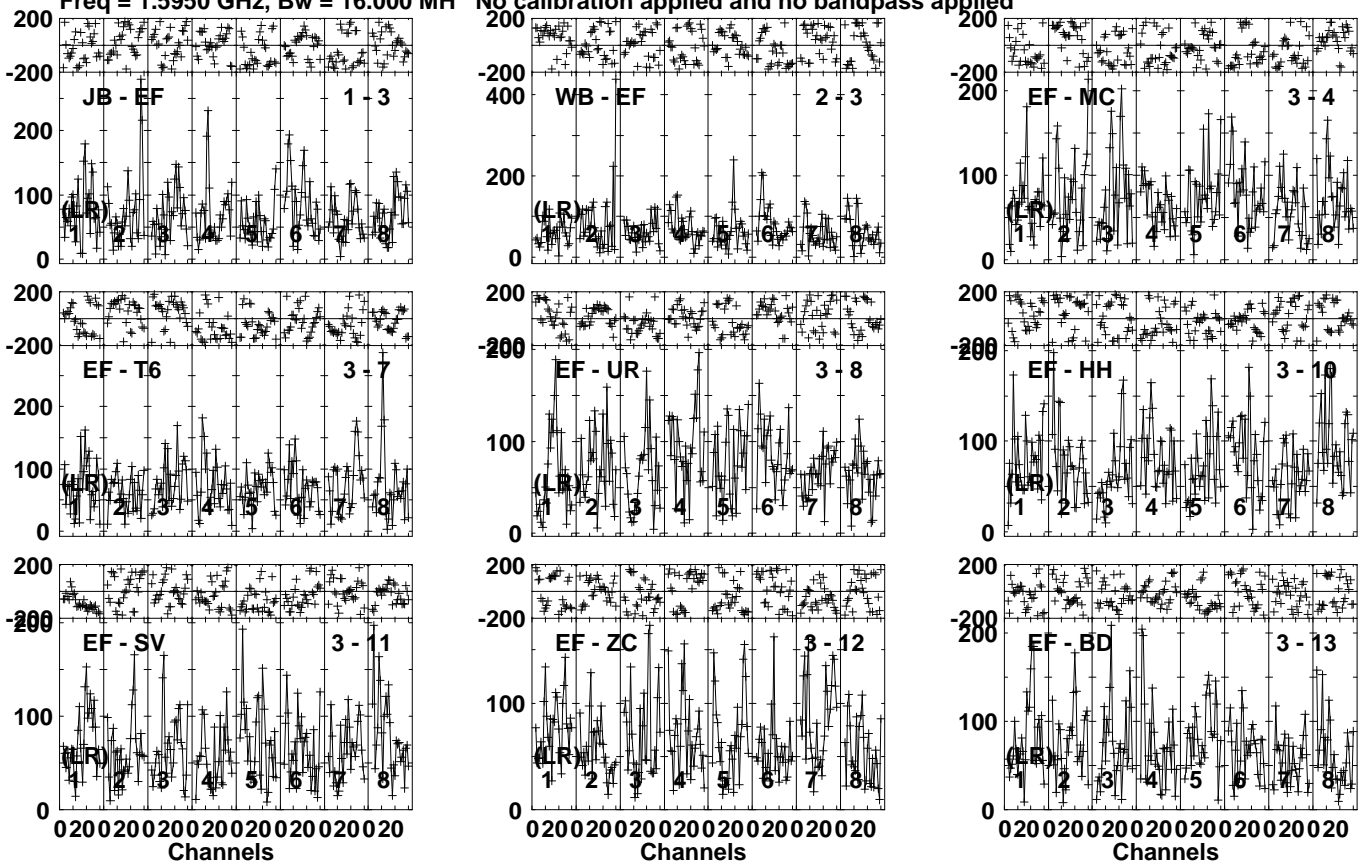 Freq = 1.5950 GHz, Bw = 16.000 MH No calibration applied and no bandpass applied
200
-200
JB - EF 1 - 3
200
100
0
(LR)
1 2 3 4 5 6 7 8
WB - EF 2 - 3
400
200
0
(LR)
1 2 3 4 5 6 7 8
200
-200
EF - MC 3 - 4
200
100
0
(LR)
1 2 3 4 5 6 7 8
200
-200
EF - T6 3 - 7
200
100
0
(LR)
1 2 3 4 5 6 7 8
200
-200
EF - UR 3 - 8
200
100
0
(LR)
1 2 3 4 5 6 7 8
200
-200
EF - HH 3 - 10
200
100
0
(LR)
1 2 3 4 5 6 7 8
200
-200
EF - SV 3 - 11
200
100
0
(LR)
1 2 3 4 5 6 7 8
0 20 0 20 0 20 0 20 0 20 0 20 0 20 0 20
Channels
200
-200
EF - ZC 3 - 12
100
0
(LR)
1 2 3 4 5 6 7 8
0 20 0 20 0 20 0 20 0 20 0 20 0 20 0 20
Channels
200
-200
EF - BD 3 - 13
200
100
0
(LR)
1 2 3 4 5 6 7 8
0 20 0 20 0 20 0 20 0 20 0 20 0 20 0 20
Channels